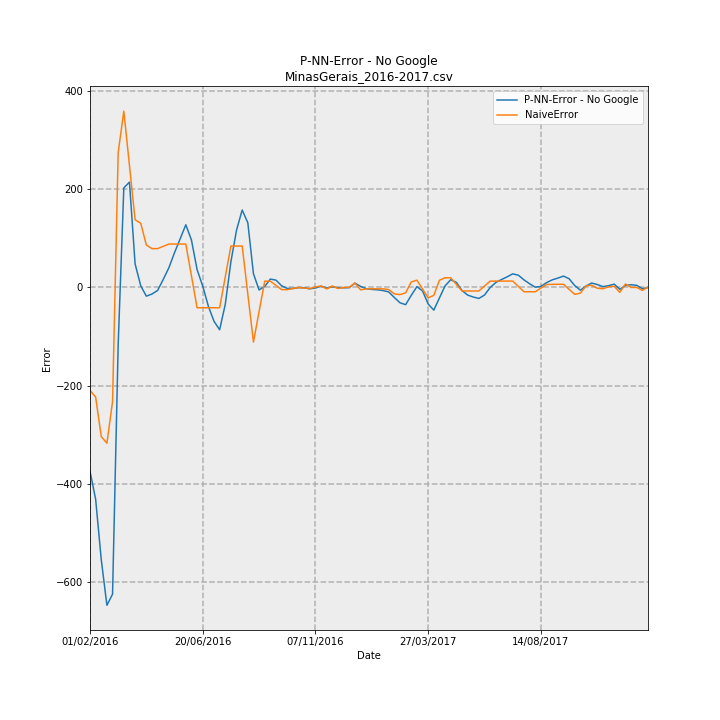 P-NN-Error - No Google
MinasGerais_2016-2017.csv
P-NN-Error - No Google
NaiveError
Error
400
200
0
−200
−400
−600
01/02/2016
20/06/2016
07/11/2016
27/03/2017
14/08/2017
Date